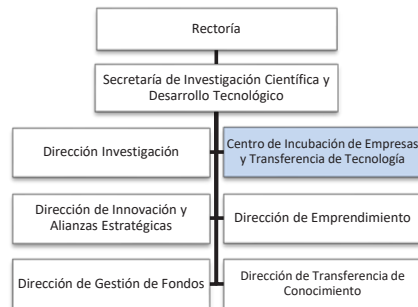 Rectoría
Secretaría de Investigación Científica y
Desarrollo Tecnológico
Dirección Investigación
Centro de Incubación de Empresas
y Transferencia de Tecnología
Dirección de Innovación y
Alianzas Estratégicas
Dirección de Emprendimiento
Dirección de Gestión de Fondos
Dirección de Transferencia de
Conocimiento